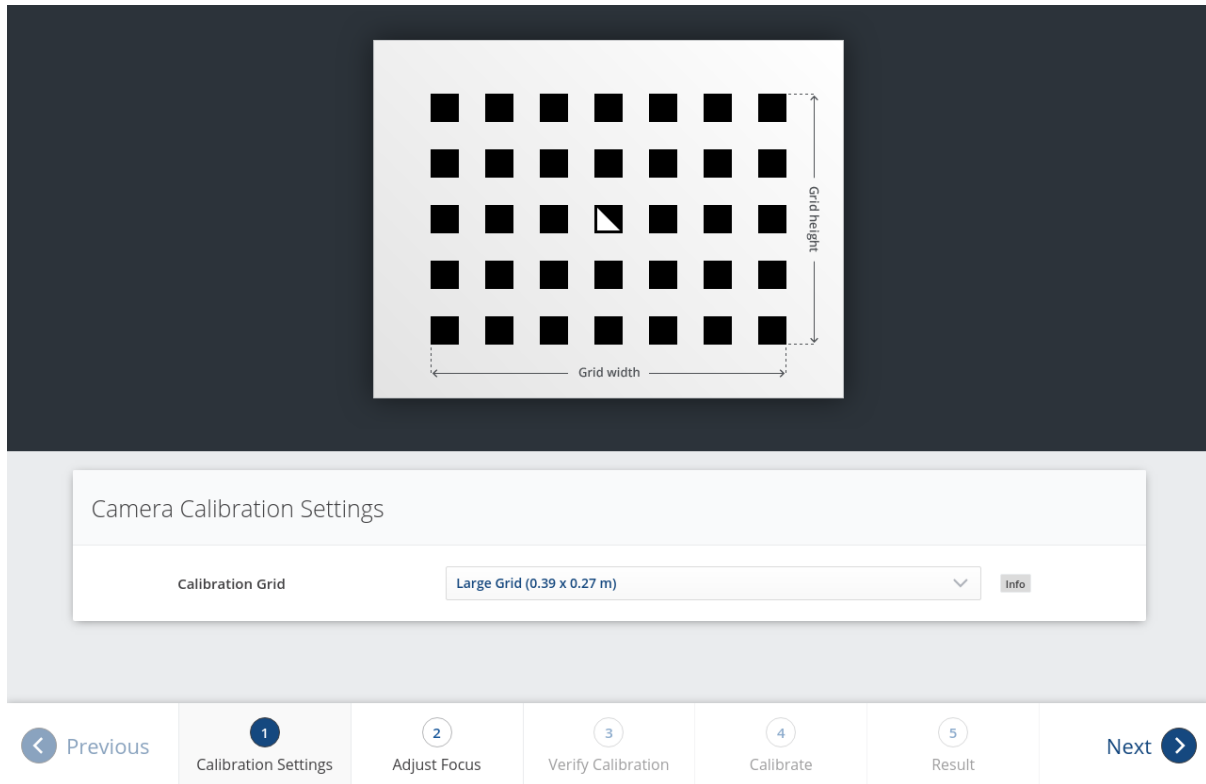 Grid height
Grid width
Camera Calibration Settings
Calibration Grid
Large Grid (0.39 x 0.27 m)
Info
Previous
1
Calibration Settings
2
Adjust Focus
3
Verify Calibration
4
Calibrate
5
Result
Next